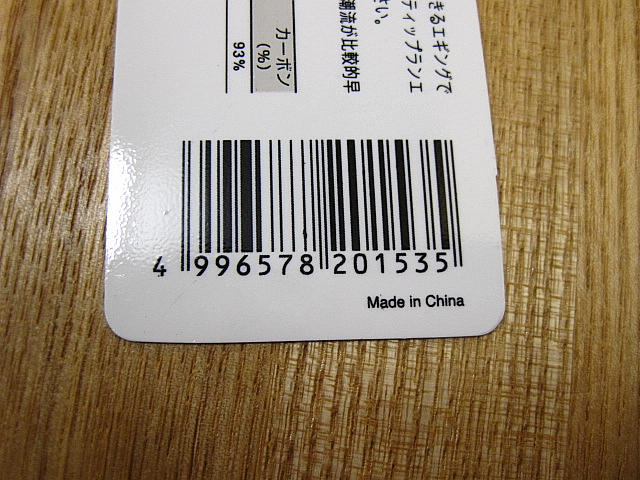 きるエギングで
ティップランエ
さい。
潮流が比較的早
カーボン
(%)
93%
4 996578 201535
Made in China